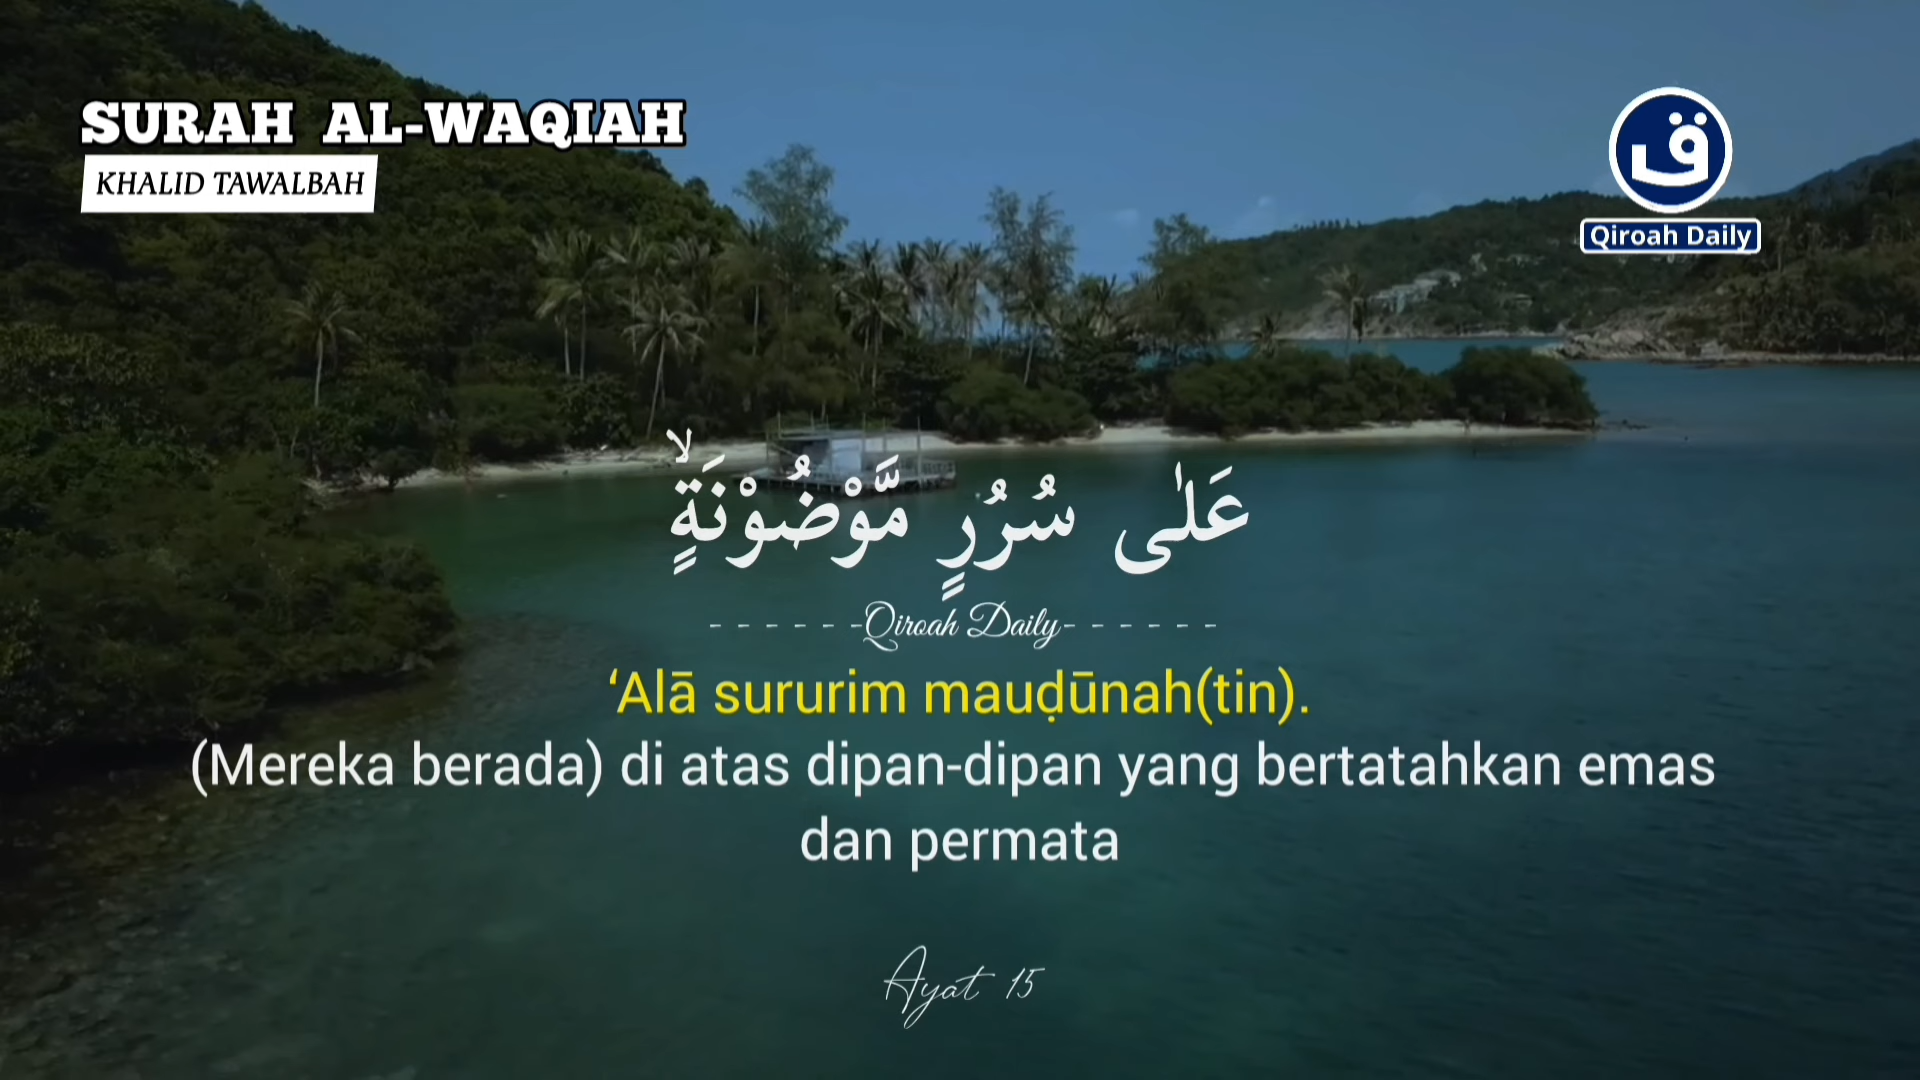 SURAH AL-WAQIAH
KHALID TAWALBAH
ق
Qiroah Daily
عَلٰى سُرُرٍ مَّوْضُوْنَةٍۙ
------Qiroah Daily------
‘Alā sururim mauḍūnah(tin).
(Mereka berada) di atas dipan-dipan yang bertatahkan emas
dan permata
Ayat 15